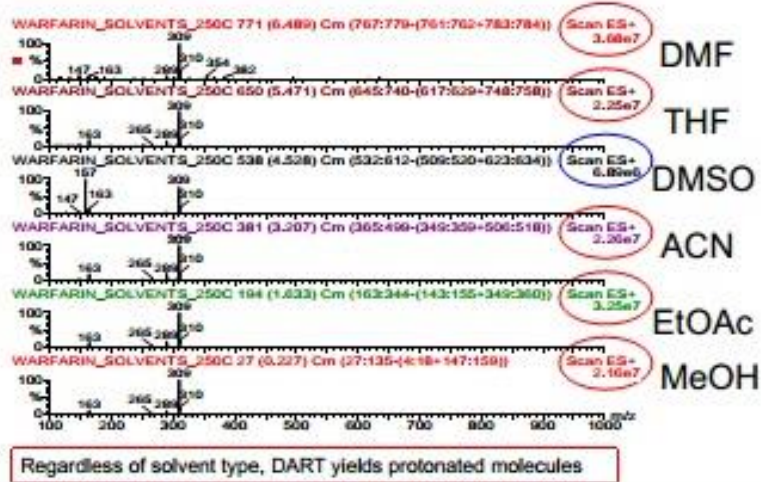 WARFARIN_SOLVENTS_250C 771 (6.489) Cm (767:779-(761:762+783:784))
Scan ES+
3.68e7
DMF
100
%
0
147
163
289
309
310
354
382
WARFARIN_SOLVENTS_250C 650 (5.471) Cm (645:740-(617:629+748:758))
Scan ES+
2.25e7
THF
100
%
0
163
265
289
309
310
WARFARIN_SOLVENTS_250C 538 (4.528) Cm (532:612-(509:520+623:634))
Scan ES+
6.89e6
DMSO
100
%
0
147
157
163
309
310
WARFARIN_SOLVENTS_250C 381 (3.207) Cm (365:499-(349:359+506:518))
Scan ES+
2.26e7
ACN
100
%
0
163
265
289
309
310
WARFARIN_SOLVENTS_250C 194 (1.633) Cm (163:344-(143:155+349:360))
Scan ES+
3.25e7
EtOAc
100
%
0
163
265
289
309
310
WARFARIN_SOLVENTS_250C 27 (0.227) Cm (27:135-(4:18+147:159))
Scan ES+
2.16e7
MeOH
100
%
0
163
265
289
309
310
100 200 300 400 500 600 700 800 900 1000 m/z
Regardless of solvent type, DART yields protonated molecules